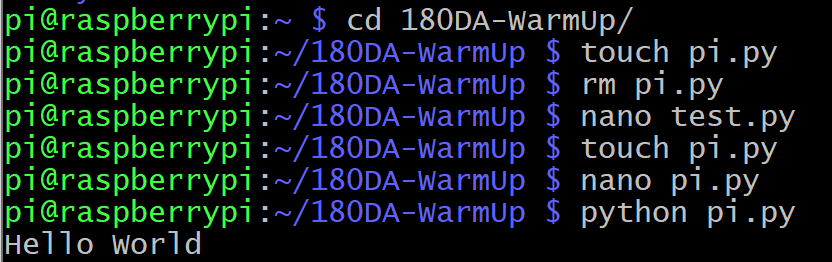 pi@raspberrypi:~ $ cd 180DA-WarmUp/
pi@raspberrypi:~/180DA-WarmUp $ touch pi.py
pi@raspberrypi:~/180DA-WarmUp $ rm pi.py
pi@raspberrypi:~/180DA-WarmUp $ nano test.py
pi@raspberrypi:~/180DA-WarmUp $ touch pi.py
pi@raspberrypi:~/180DA-WarmUp $ nano pi.py
pi@raspberrypi:~/180DA-WarmUp $ python pi.py
Hello World